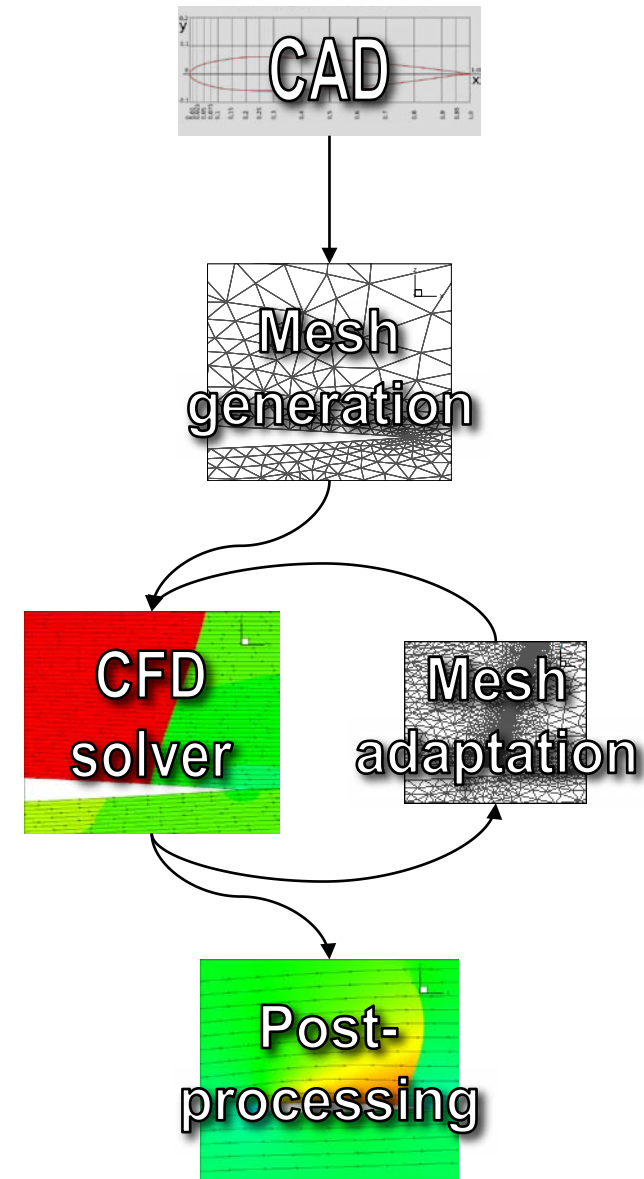 y
CAD
x
Mesh
generation
CFD
solver
Mesh
adaptation
Post-
processing